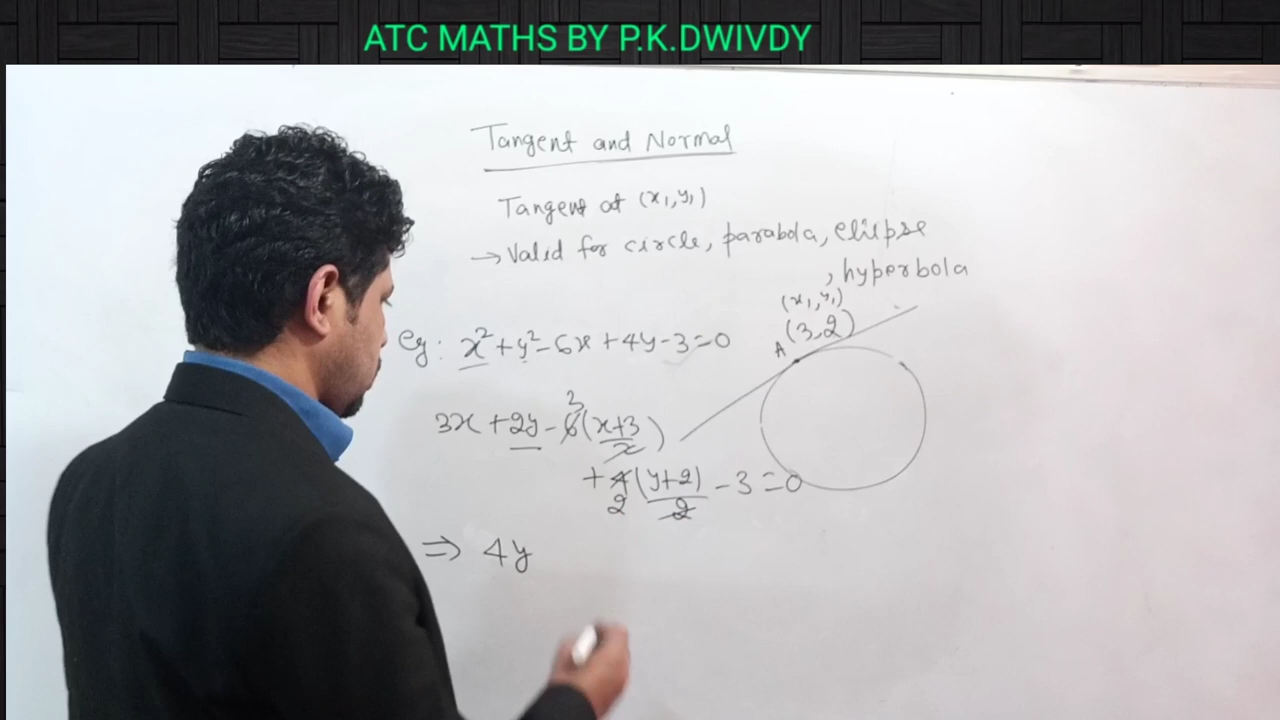 ATC MATHS BY P.K.DWIVDY
Tangent and Normal
Tangent at (x₁,y₁)
→ Valid for circle, parabola, ellipse
, hyperbola
(x₁,y₁)
(3,2)
A
eg: x²+y²-6x+4y-3=0
3x+2y-6(x+3)/2
3
+4(y+2)/2-3=0
2
⇒ 4y